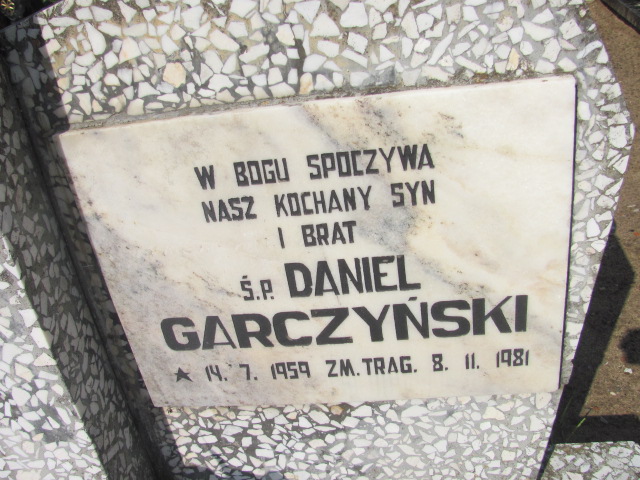 W BOGU SPOCZYWA
NASZ KOCHANY SYN
I BRAT
Ś.P. DANIEL
GARCZYŃSKI
★ 14. 7. 1959 ZM.TRAG. 8. 11. 1981